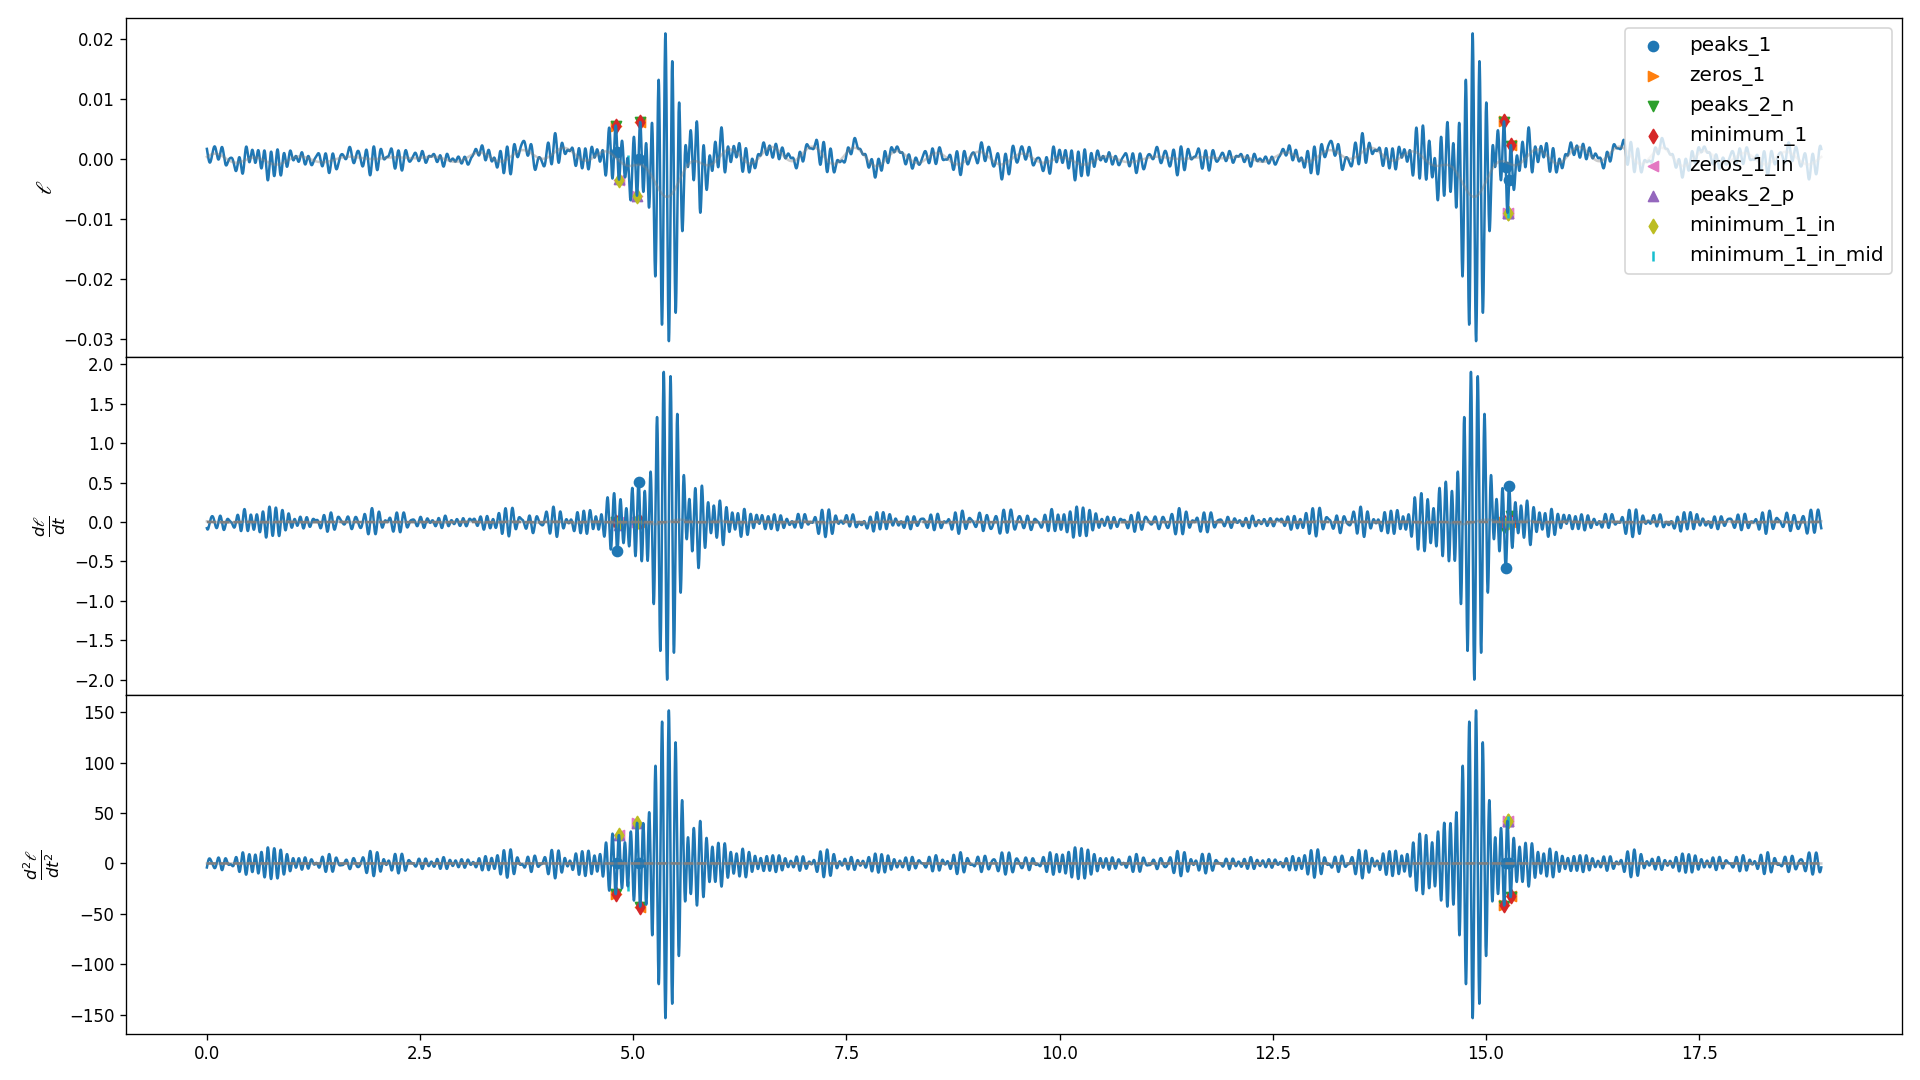 0.02
0.01
0.00
−0.01
−0.02
−0.03
ℓ
peaks_1
zeros_1
peaks_2_n
minimum_1
zeros_1_in
peaks_2_p
minimum_1_in
minimum_1_in_mid
2.0
1.5
1.0
0.5
0.0
−0.5
−1.0
−1.5
−2.0
dℓ
dt
150
100
50
0
−50
−100
−150
d²ℓ
dt²
0.0 2.5 5.0 7.5 10.0 12.5 15.0 17.5